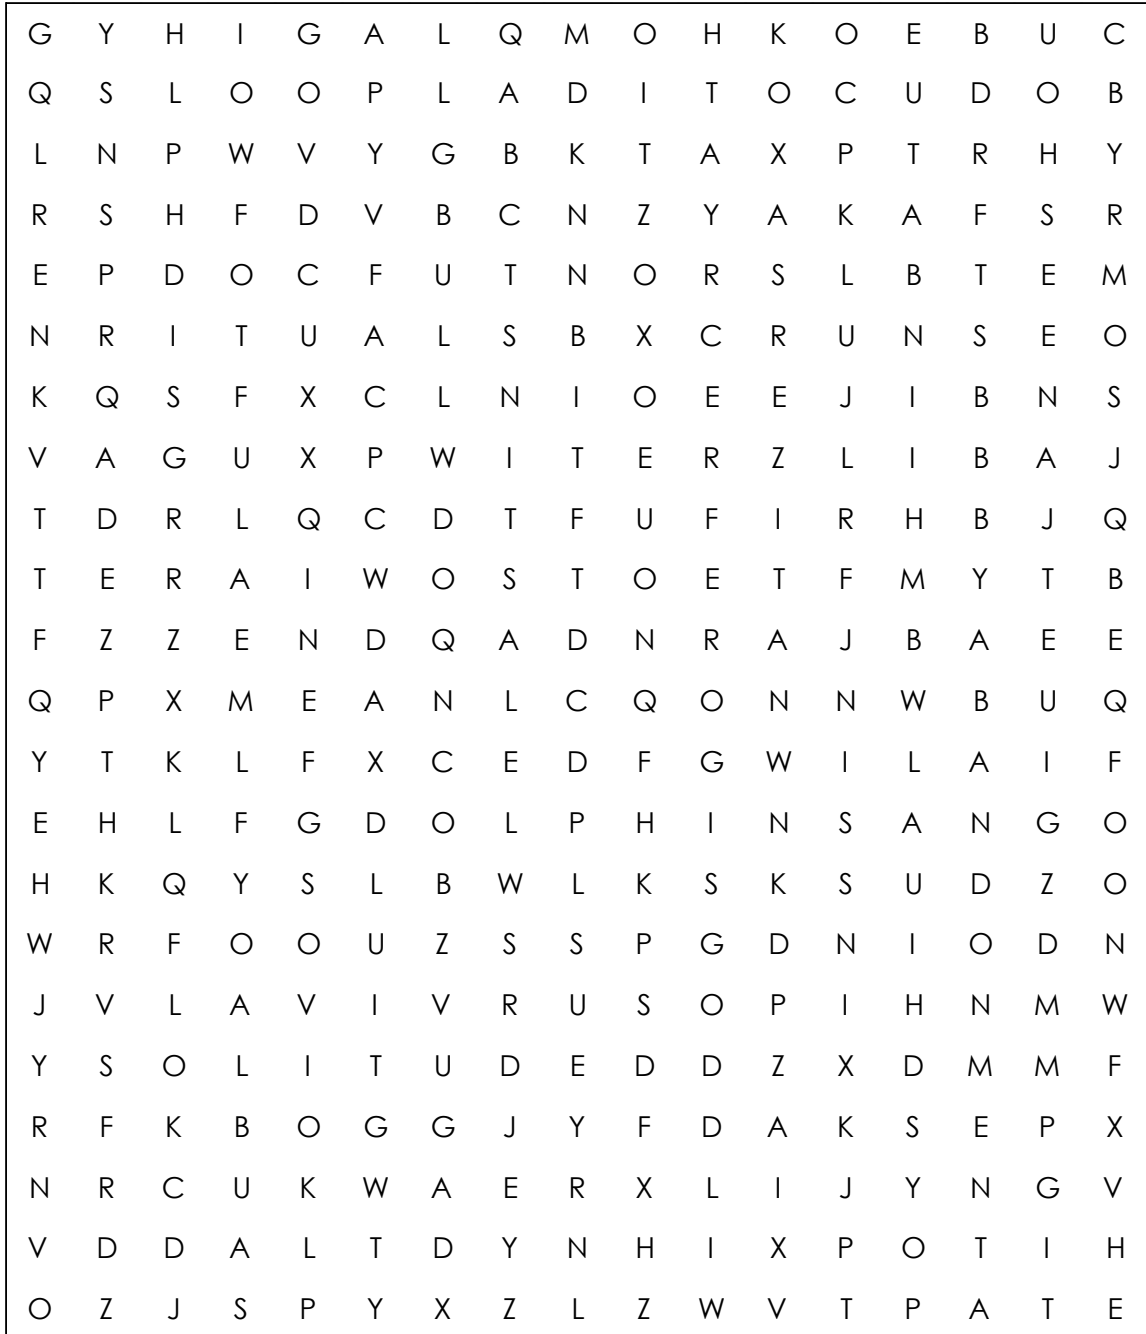 G Y H I G A L Q M O H K O E B U C
Q S L O O P L A D I T O C U D O B
L N P W V Y G B K T A X P T R H Y
R S H F D V B C N Z Y A K A F S R
E P D O C F U T N O R S L B T E M
N R I T U A L S B X C R U N S E O
K Q S F X C L N I O E E J I B N S
V A G U X P W I T E R Z L I B A J
T D R L Q C D T F U F I R H B J Q
T E R A I W O S T O E T F M Y T B
F Z Z E N D Q A D N R A J B A E E
Q P X M E A N L C Q O N N W B U Q
Y T K L F X C E D F G W I L A I F
E H L F G D O L P H I N S A N G O
H K Q Y S L B W L K S K S U D Z O
W R F O O U Z S S P G D N I O D N
J V L A V I V R U S O P I H N M W
Y S O L I T U D E D D Z X D M M F
R F K B O G G J Y F D A K S E P X
N R C U K W A E R X L I J Y N G V
V D D A L T D Y N H I X P O T I H
O Z J S P Y X Z L Z W V T P A T E